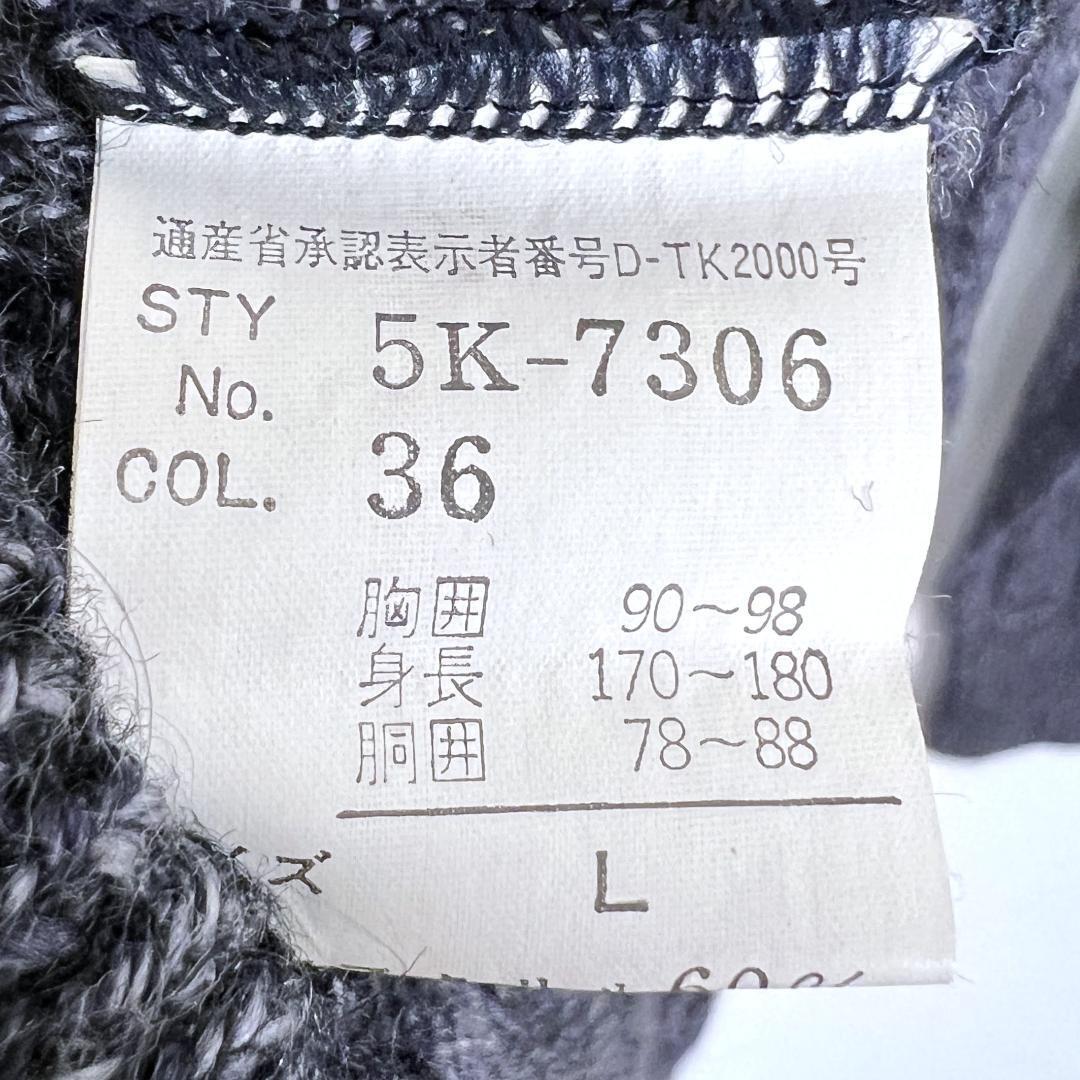 通産省承認表示者番号D-TK2000号
STY No. 5K-7306
COL. 36
胸囲 90~98
身長 170~180
胴囲 78~88
ズ L